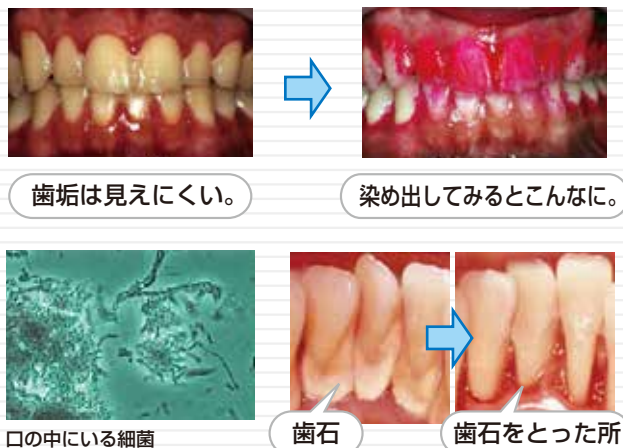 歯垢は見えにくい。
染め出してみるとこんなに。
口の中にいる細菌
歯石
歯石をとった所